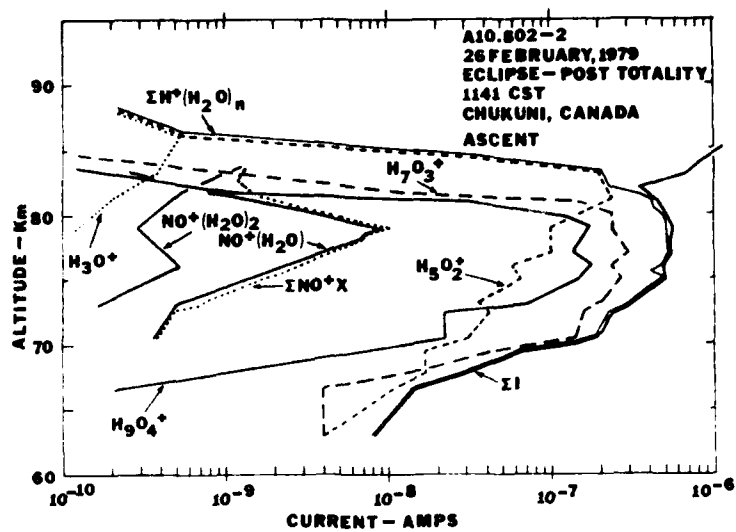 A10.802-2
26 FEBRUARY, 1979
ECLIPSE—POST TOTALITY
1141 CST
CHUKUNI, CANADA
ASCENT
90
ΣH⁺(H₂O)ₙ
H₇O₃⁺
80
NO⁺(H₂O)₂
NO⁺(H₂O)
H₃O⁺
H₅O₂⁺
ΣNO⁺X
ALTITUDE—Km
70
ΣI
H₉O₄⁺
60
10⁻¹⁰
10⁻⁹
10⁻⁸
10⁻⁷
10⁻⁶
CURRENT—AMPS